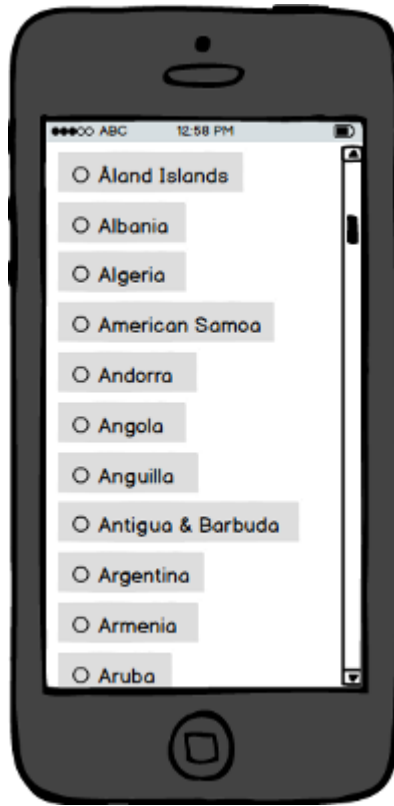 ABC 12:58 PM
Åland Islands
Albania
Algeria
American Samoa
Andorra
Angola
Anguilla
Antigua & Barbuda
Argentina
Armenia
Aruba